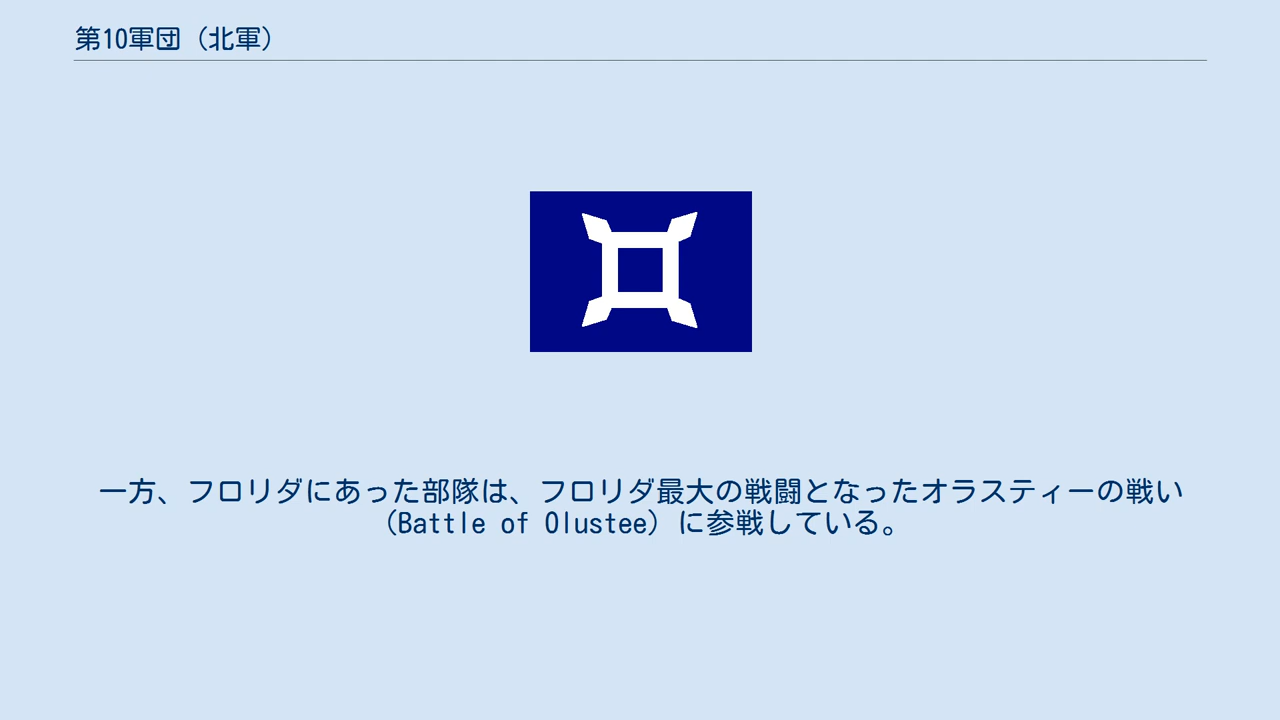 第10軍団（北軍）
一方、フロリダにあった部隊は、フロリダ最大の戦闘となったオラスティーの戦い
（Battle of Olustee）に参戦している。